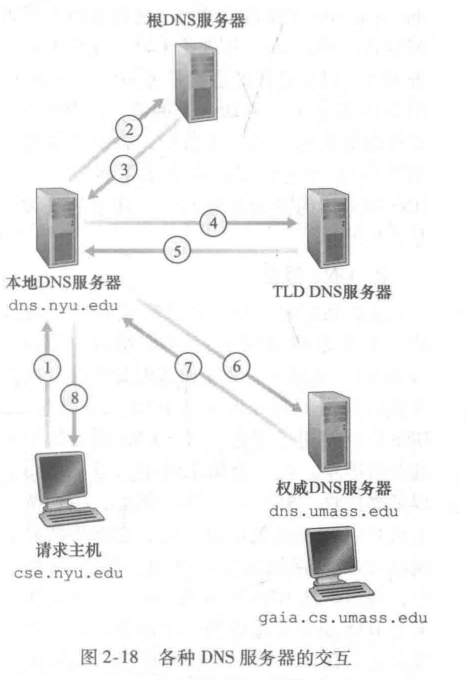 根DNS服务器
2
3
4
5
本地DNS服务器
dns.nyu.edu
TLD DNS服务器
1
8
7
6
权威DNS服务器
dns.umass.edu
请求主机
cse.nyu.edu
gaia.cs.umass.edu
图 2-18 各种 DNS 服务器的交互